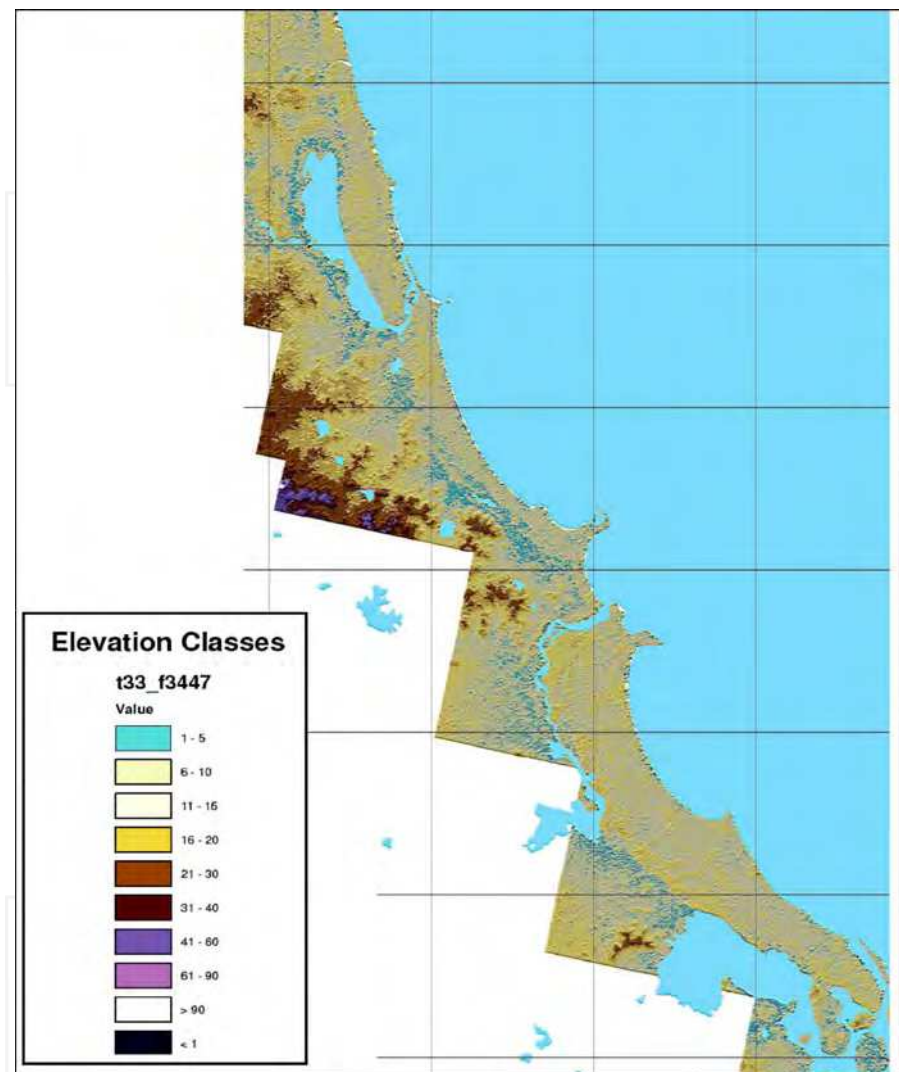 Elevation Classes
t33_f3447
Value
1 - 5
6 - 10
11 - 15
16 - 20
21 - 30
31 - 40
41 - 60
61 - 90
> 90
< 1